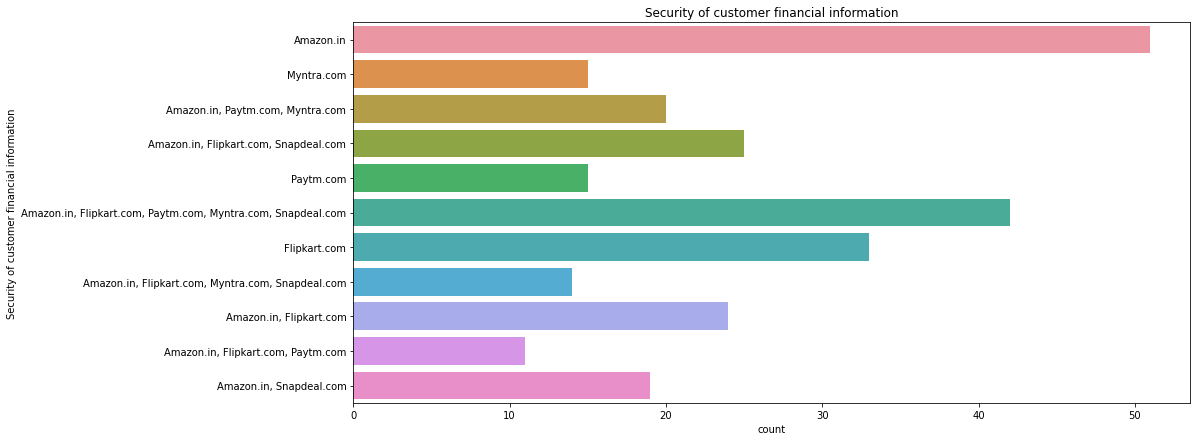 Security of customer financial information
Security of customer financial information
Amazon.in
Myntra.com
Amazon.in, Paytm.com, Myntra.com
Amazon.in, Flipkart.com, Snapdeal.com
Paytm.com
Amazon.in, Flipkart.com, Paytm.com, Myntra.com, Snapdeal.com
Flipkart.com
Amazon.in, Flipkart.com, Myntra.com, Snapdeal.com
Amazon.in, Flipkart.com
Amazon.in, Flipkart.com, Paytm.com
Amazon.in, Snapdeal.com
0 10 20 30 40 50
count